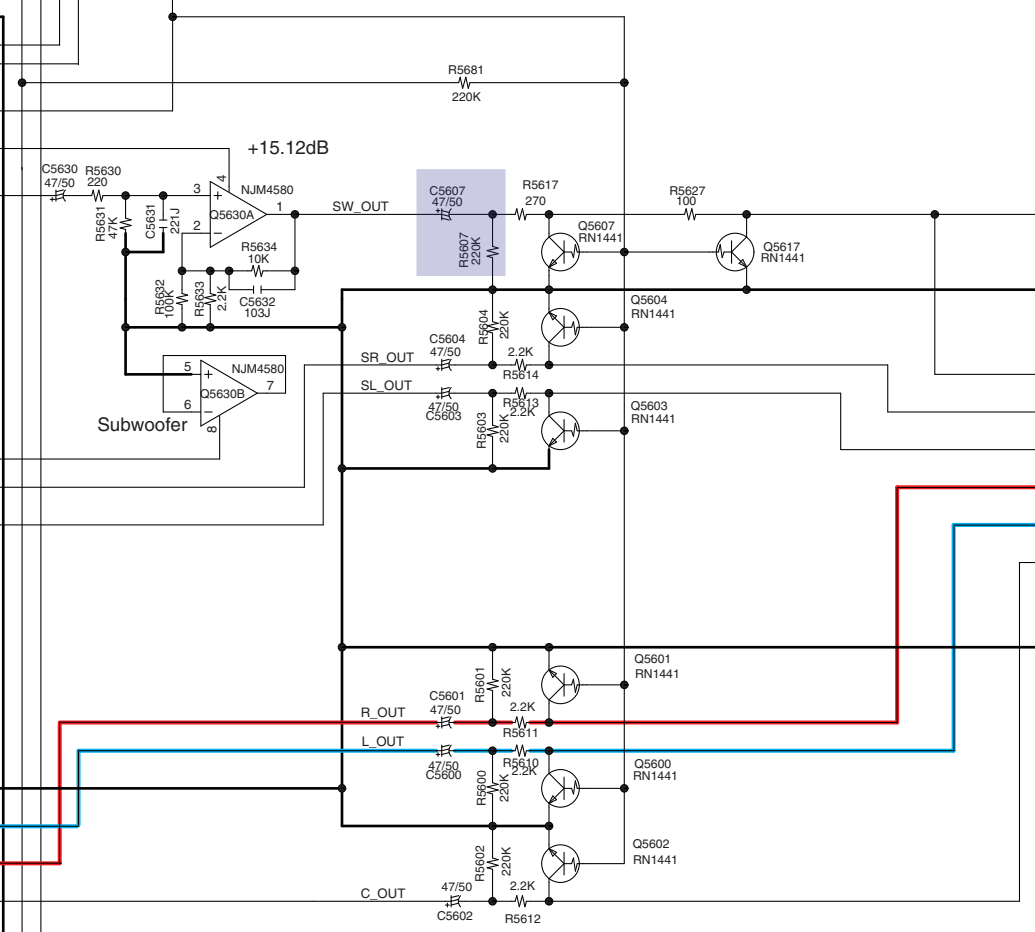 R5681
220K
+15.12dB
C5630
47/50
R5630
220
R5631
47K
C5631
221J
3
+
4
NJM4580
Q5630A
1
2
−
SW_OUT
R5634
10K
C5632
103J
R5632
100K
R5633
2.2K
C5607
47/50
R5607
220K
R5617
270
Q5607
RN1441
R5627
100
Q5617
RN1441
Q5604
RN1441
R5604
220K
SR_OUT
C5604
47/50
2.2K
R5614
SL_OUT
47/50
C5603
R5613
2.2K
R5603
220K
Q5603
RN1441
5
+
NJM4580
Q5630B
7
6
−
8
Subwoofer
Q5601
RN1441
R5601
220K
R_OUT
C5601
47/50
2.2K
R5611
L_OUT
47/50
C5600
R5610
2.2K
R5600
220K
Q5600
RN1441
Q5602
RN1441
R5602
220K
C_OUT
47/50
C5602
2.2K
R5612